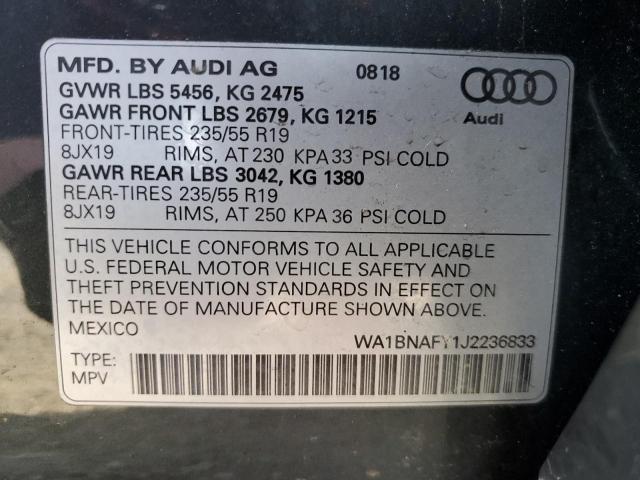 MFD. BY AUDI AG 0818
GVWR LBS 5456, KG 2475
GAWR FRONT LBS 2679, KG 1215
Audi
FRONT-TIRES 235/55 R19
8JX19 RIMS, AT 230 KPA 33 PSI COLD
GAWR REAR LBS 3042, KG 1380
REAR-TIRES 235/55 R19
8JX19 RIMS, AT 250 KPA 36 PSI COLD
THIS VEHICLE CONFORMS TO ALL APPLICABLE
U.S. FEDERAL MOTOR VEHICLE SAFETY AND
THEFT PREVENTION STANDARDS IN EFFECT ON
THE DATE OF MANUFACTURE SHOWN ABOVE.
MEXICO WA1BNAFY1J2236833
TYPE:
MPV